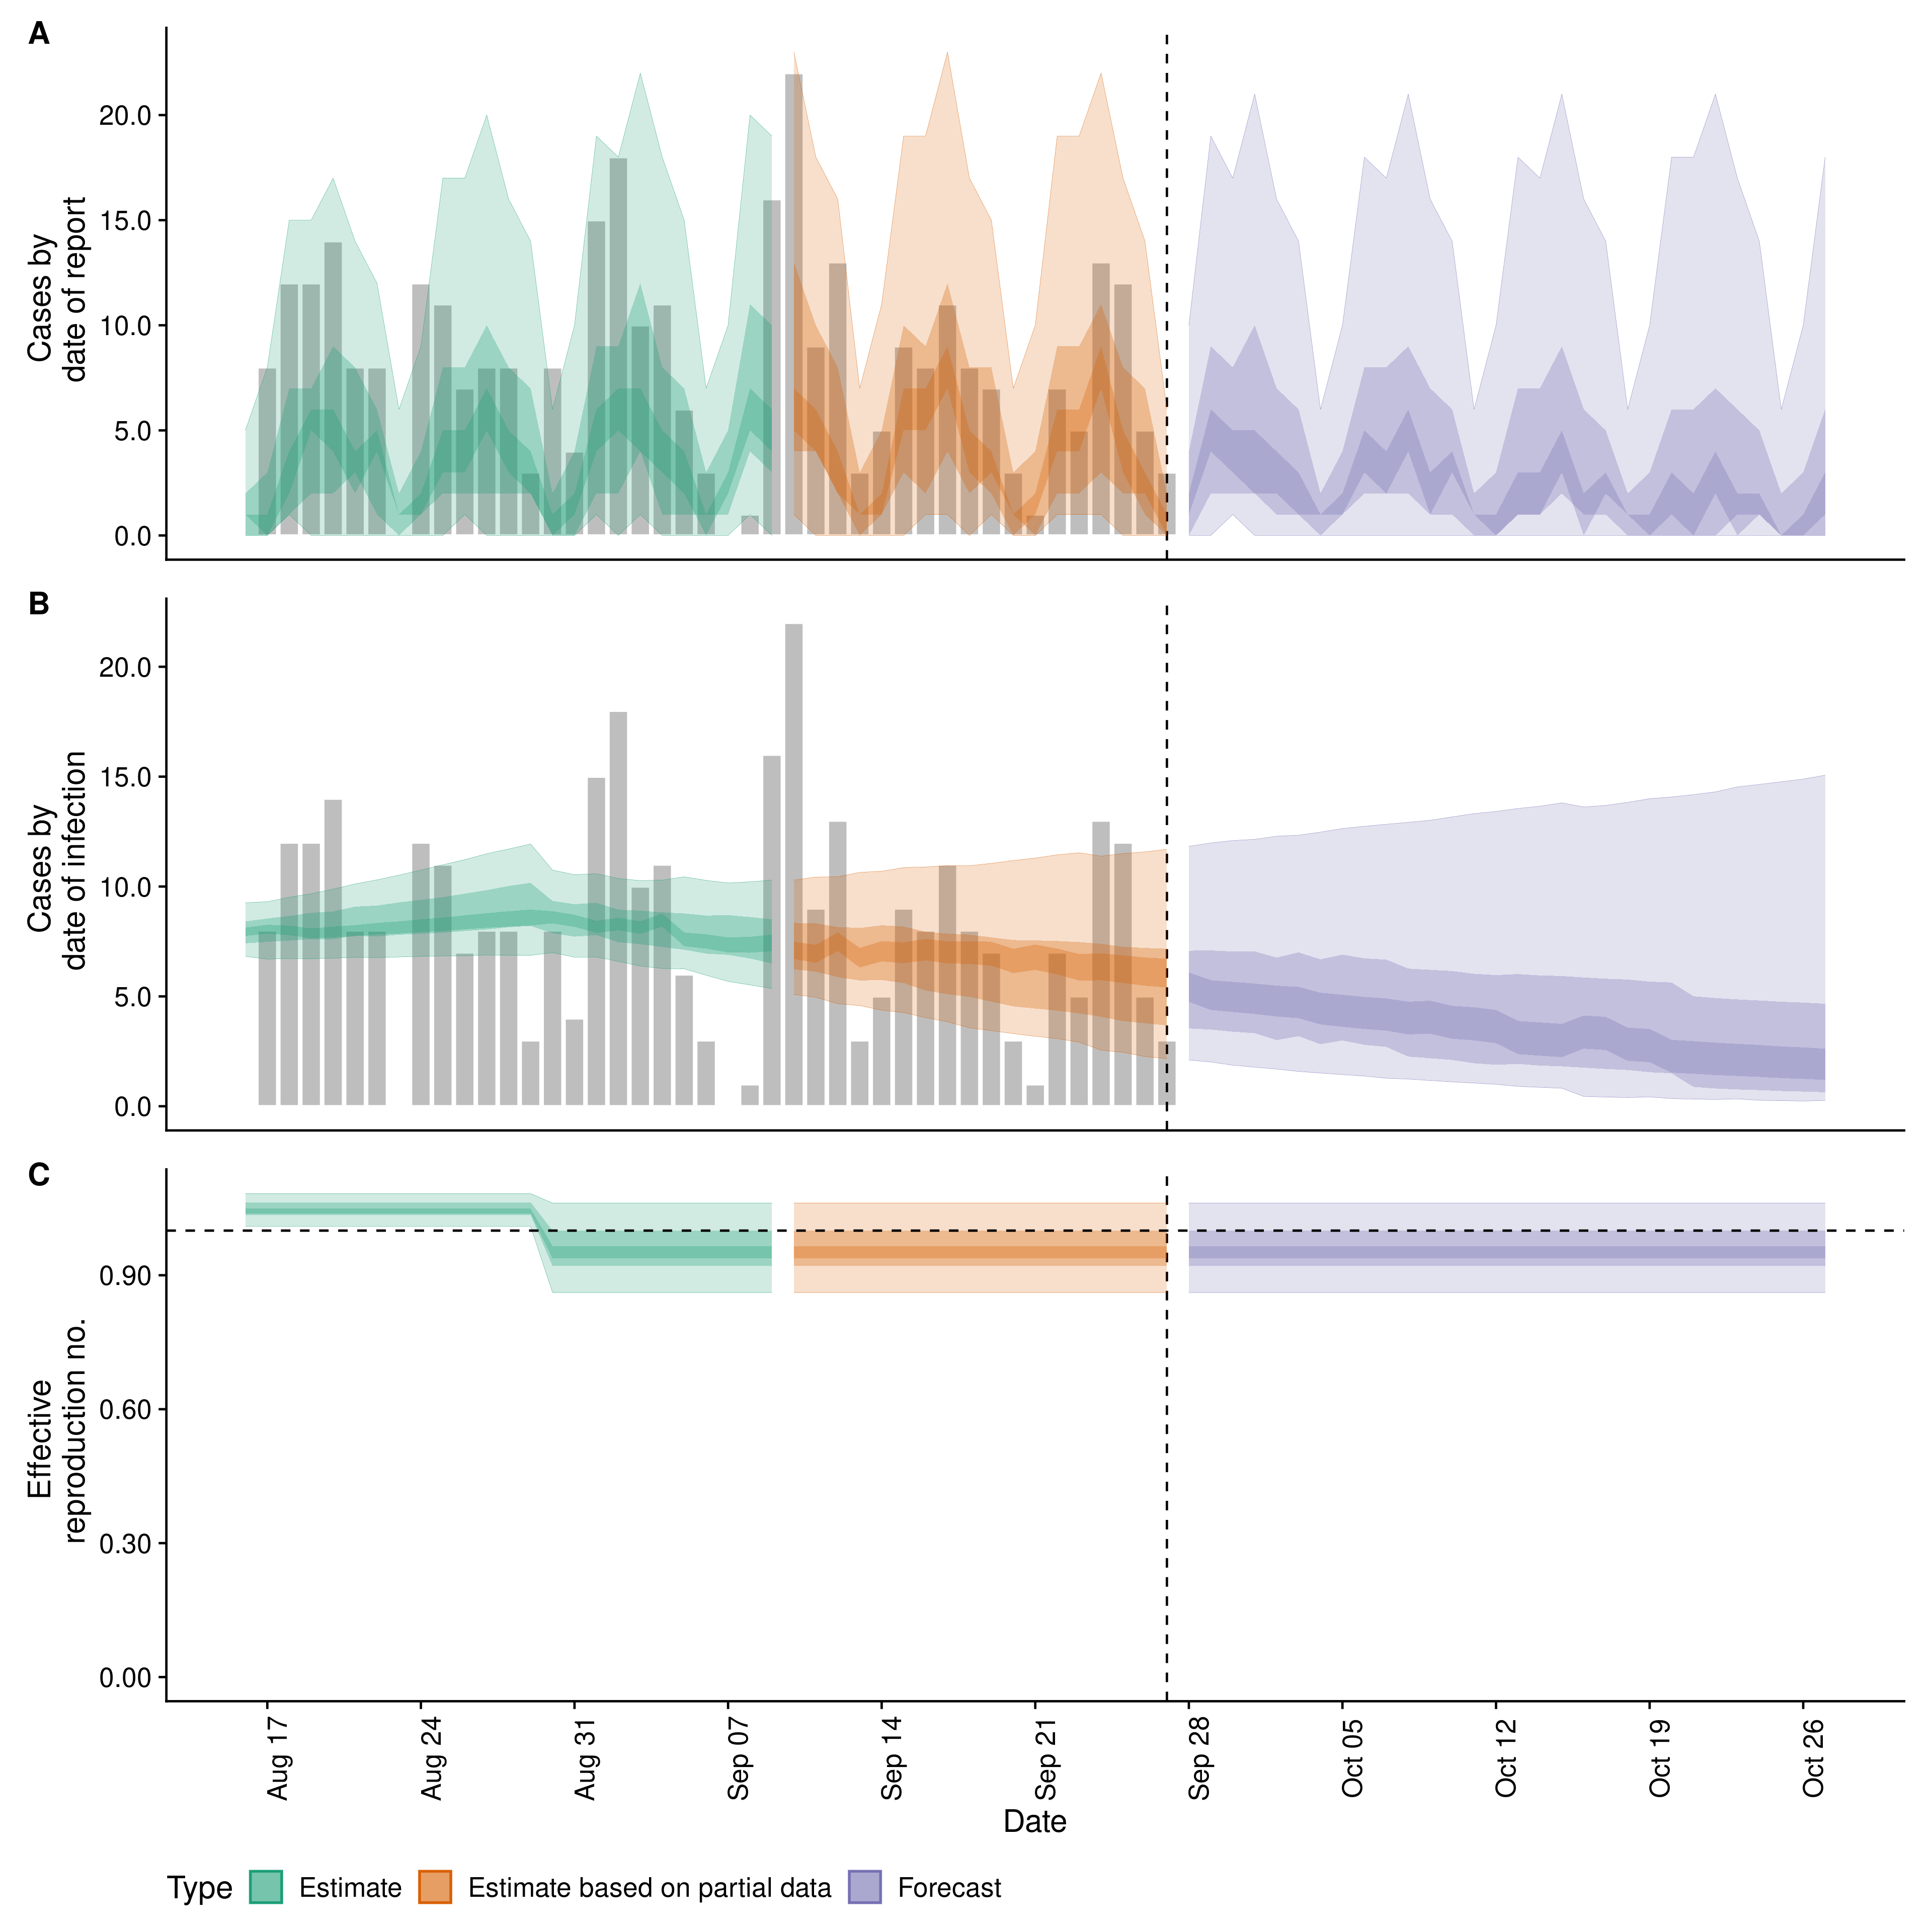 A
Cases by
date of report
20.0
15.0
10.0
5.0
0.0
B
Cases by
date of infection
20.0
15.0
10.0
5.0
0.0
C
Effective
reproduction no.
0.90
0.60
0.30
0.00
Aug 17
Aug 24
Aug 31
Sep 07
Sep 14
Sep 21
Sep 28
Oct 05
Oct 12
Oct 19
Oct 26
Date
Type Estimate Estimate based on partial data Forecast